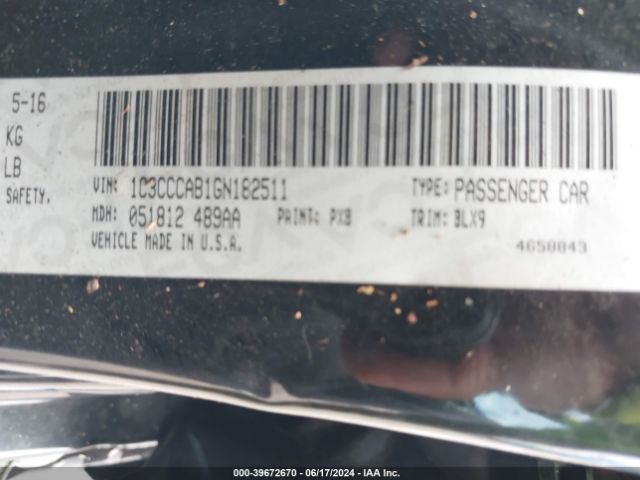 5-16
KG
LB
SAFETY.
VIN: 1C3CCCAB1GN182511 TYPE: PASSENGER CAR
MDH: 051812 489AA PAINT: PXB TRIM: BLX9
VEHICLE MADE IN U.S.A. 4658843
000-39672670 - 06/17/2024 - IAA Inc.